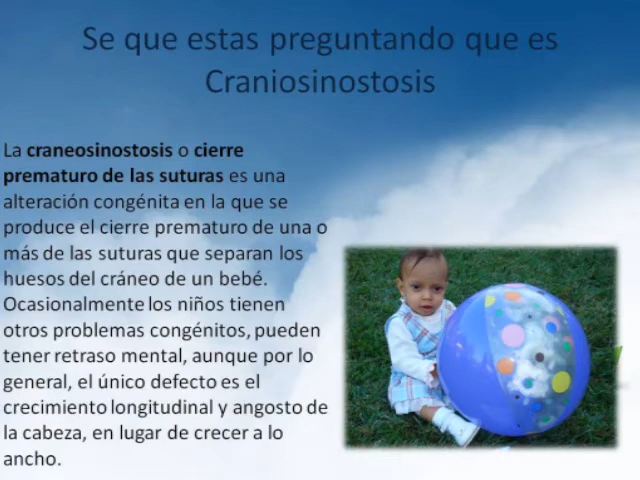 Se que estas preguntando que es
Craniosinostosis
La craneosinostosis o cierre
prematuro de las suturas es una
alteración congénita en la que se
produce el cierre prematuro de una o
más de las suturas que separan los
huesos del cráneo de un bebé.
Ocasionalmente los niños tienen
otros problemas congénitos, pueden
tener retraso mental, aunque por lo
general, el único defecto es el
crecimiento longitudinal y angosto de
la cabeza, en lugar de crecer a lo
ancho.